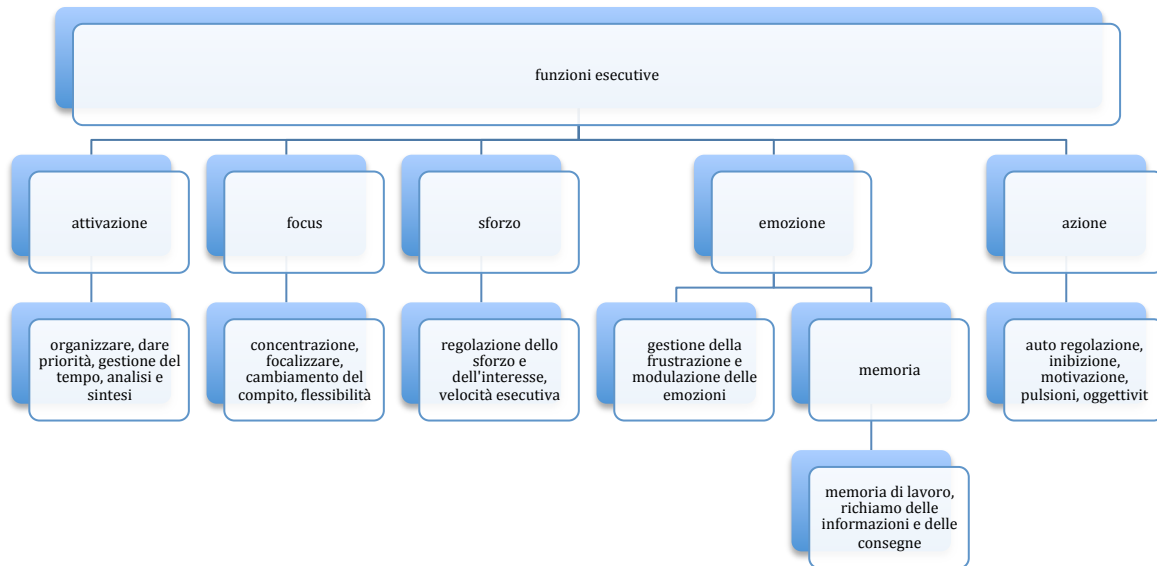 funzioni esecutive
attivazione
focus
sforzo
emozione
azione
organizzare, dare
priorità, gestione del
tempo, analisi e
sintesi
concentrazione,
focalizzare,
cambiamento del
compito, flessibilità
regolazione dello
sforzo e
dell'interesse,
velocità esecutiva
gestione della
frustrazione e
modulazione delle
emozioni
memoria
auto regolazione,
inibizione,
motivazione,
pulsioni, oggettivit
memoria di lavoro,
richiamo delle
informazioni e delle
consegne